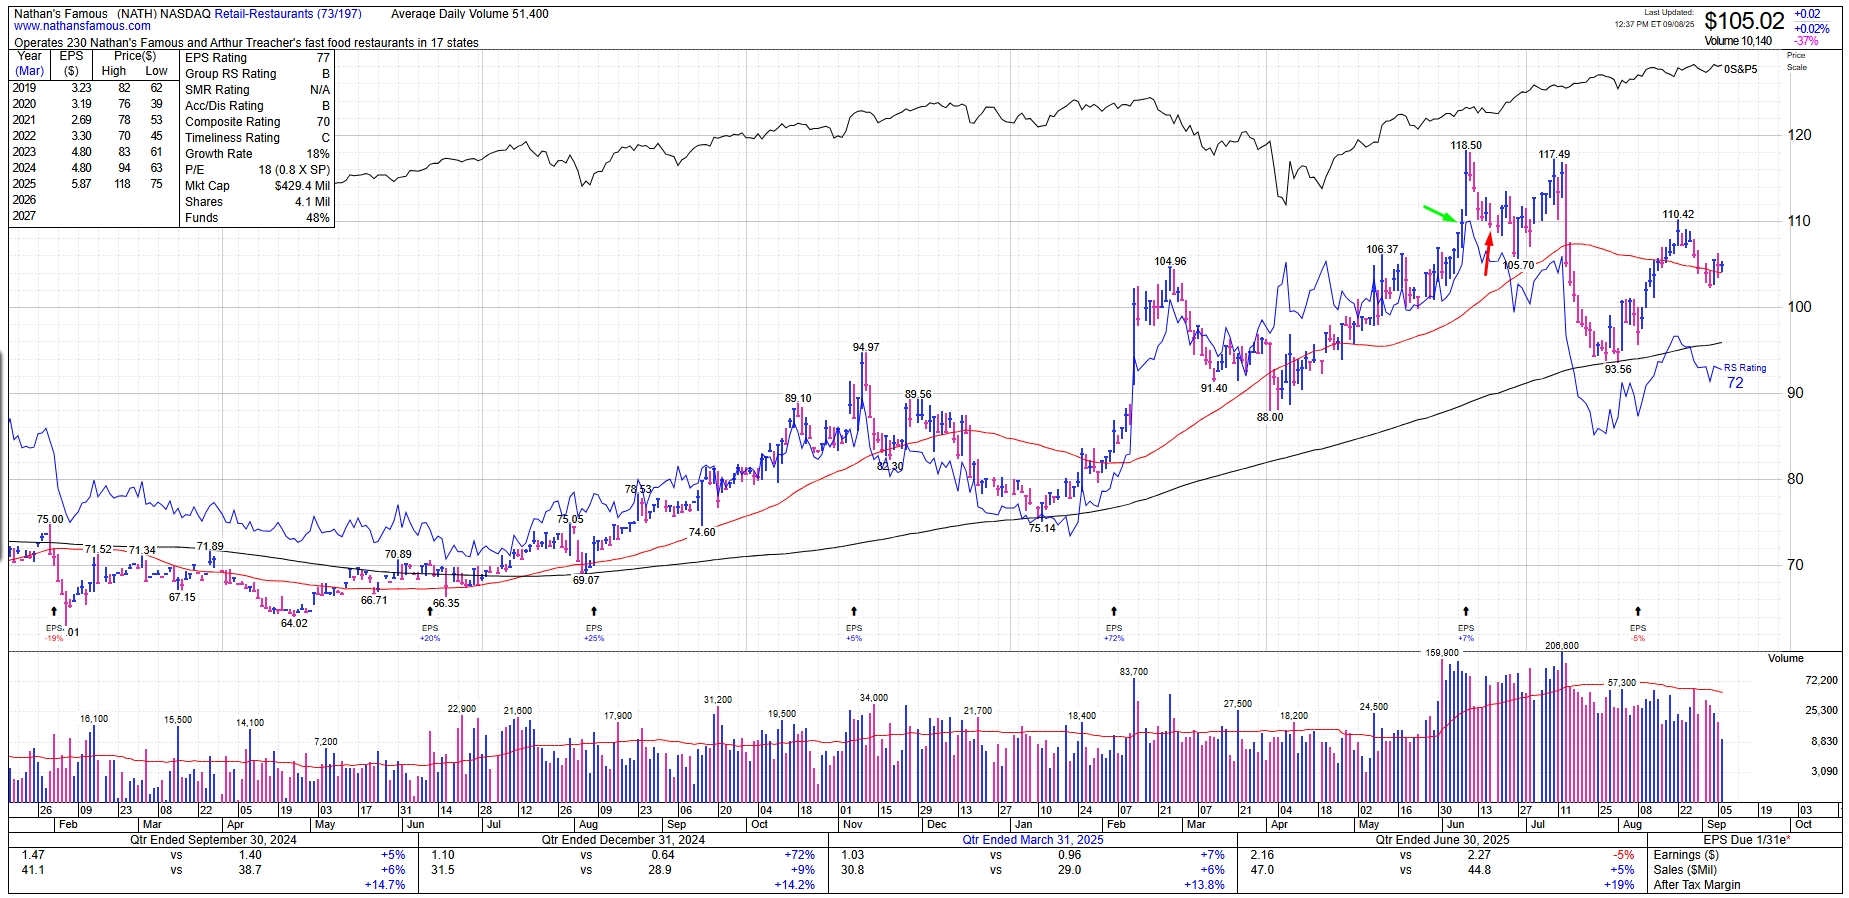 Nathan's Famous (NATH) NASDAQ Retail-Restaurants (73/197) Average Daily Volume 51,400
www.nathansfamous.com
Operates 230 Nathan's Famous and Arthur Treacher's fast food restaurants in 17 states
Last Updated:
12:37 PM ET 09/08/25
$105.02 +0.02
+0.02%
Volume 10,140 -37%
Year EPS Price($)
(Mar) ($) High Low
2019 3.23 82 62
2020 3.19 76 39
2021 2.69 78 53
2022 3.30 70 45
2023 4.80 83 61
2024 4.80 94 63
2025 5.87 118 75
2026
2027
EPS Rating 77
Group RS Rating B
SMR Rating N/A
Acc/Dis Rating B
Composite Rating 70
Timeliness Rating C
Growth Rate 18%
P/E 18 (0.8 X SP)
Mkt Cap $429.4 Mil
Shares 4.1 Mil
Funds 48%
Price
Scale
0S&P5
120
110
100
90
80
70
118.50
117.49
110.42
106.37
105.70
104.96
94.97
93.56
91.40
89.10
89.56
88.00
82.30
78.53
75.14
75.00
75.05
74.60
71.52
71.34
71.89
70.89
69.07
67.15
66.71
66.35
64.02
.01
RS Rating
72
EPS EPS EPS EPS EPS EPS EPS
-19% +20% +25% +5% +72% +7% -5%
Volume
72,200
25,300
8,830
3,090
16,100
15,500
14,100
7,200
22,900
21,600
17,900
31,200
19,500
34,000
21,700
18,400
83,700
27,500
18,200
24,500
159,900
206,600
57,300
26 09 23 08 22 05 19 03 17 31 14 28 12 26 09 23 06 20 04 18 01 15 29 13 27 10 24 07 21 07 21 04 18 02 16 30 13 27 11 25 08 22 05 19 03
Feb Mar Apr May Jun Jul Aug Sep Oct Nov Dec Jan Feb Mar Apr May Jun Jul Aug Sep Oct
Qtr Ended September 30, 2024 Qtr Ended December 31, 2024 Qtr Ended March 31, 2025 Qtr Ended June 30, 2025 EPS Due 1/31e*
1.47 vs 1.40 +5% 1.10 vs 0.64 +72% 1.03 vs 0.96 +7% 2.16 vs 2.27 -5% Earnings ($)
41.1 vs 38.7 +6% 31.5 vs 28.9 +9% 30.8 vs 29.0 +6% 47.0 vs 44.8 +5% Sales ($Mil)
+14.7% +14.2% +13.8% +19% After Tax Margin